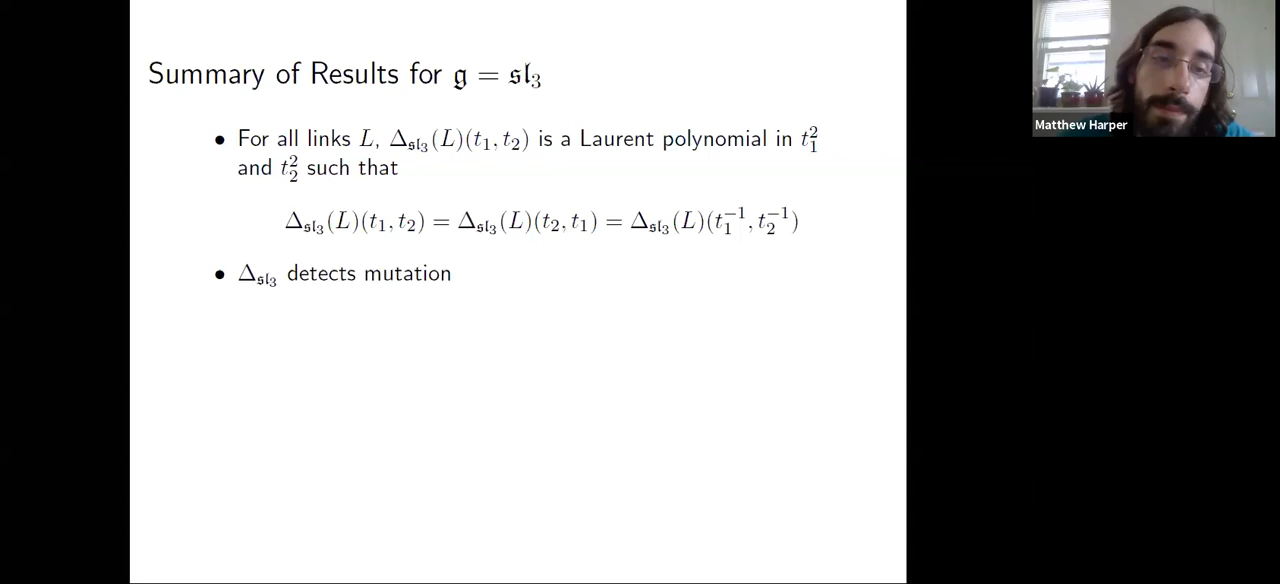 Summary of Results for 𝔤 = 𝔰𝔩₃
• For all links L, Δ_𝔰𝔩₃(L)(t₁, t₂) is a Laurent polynomial in t₁²
and t₂² such that
Δ_𝔰𝔩₃(L)(t₁, t₂) = Δ_𝔰𝔩₃(L)(t₂, t₁) = Δ_𝔰𝔩₃(L)(t₁⁻¹, t₂⁻¹)
• Δ_𝔰𝔩₃ detects mutation
Matthew Harper